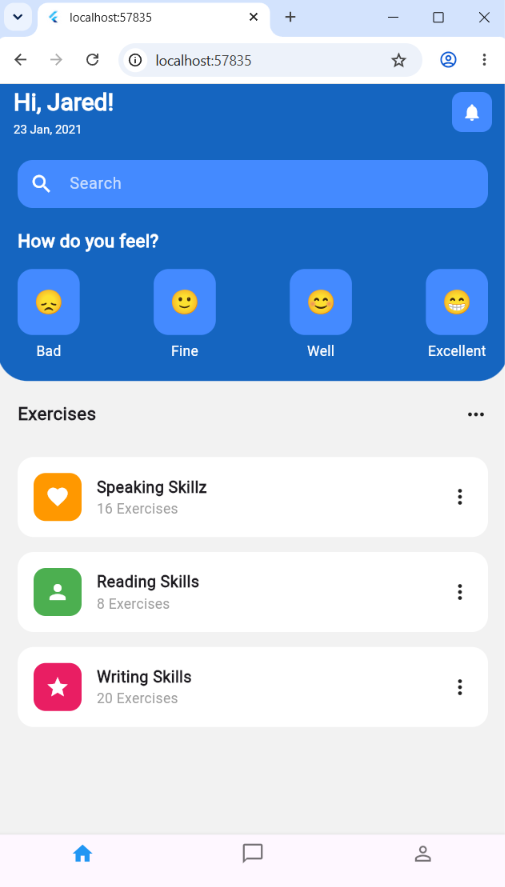 localhost:57835
localhost:57835
Hi, Jared!
23 Jan, 2021
Search
How do you feel?
Bad Fine Well Excellent
Exercises
Speaking Skillz
16 Exercises
Reading Skills
8 Exercises
Writing Skills
20 Exercises